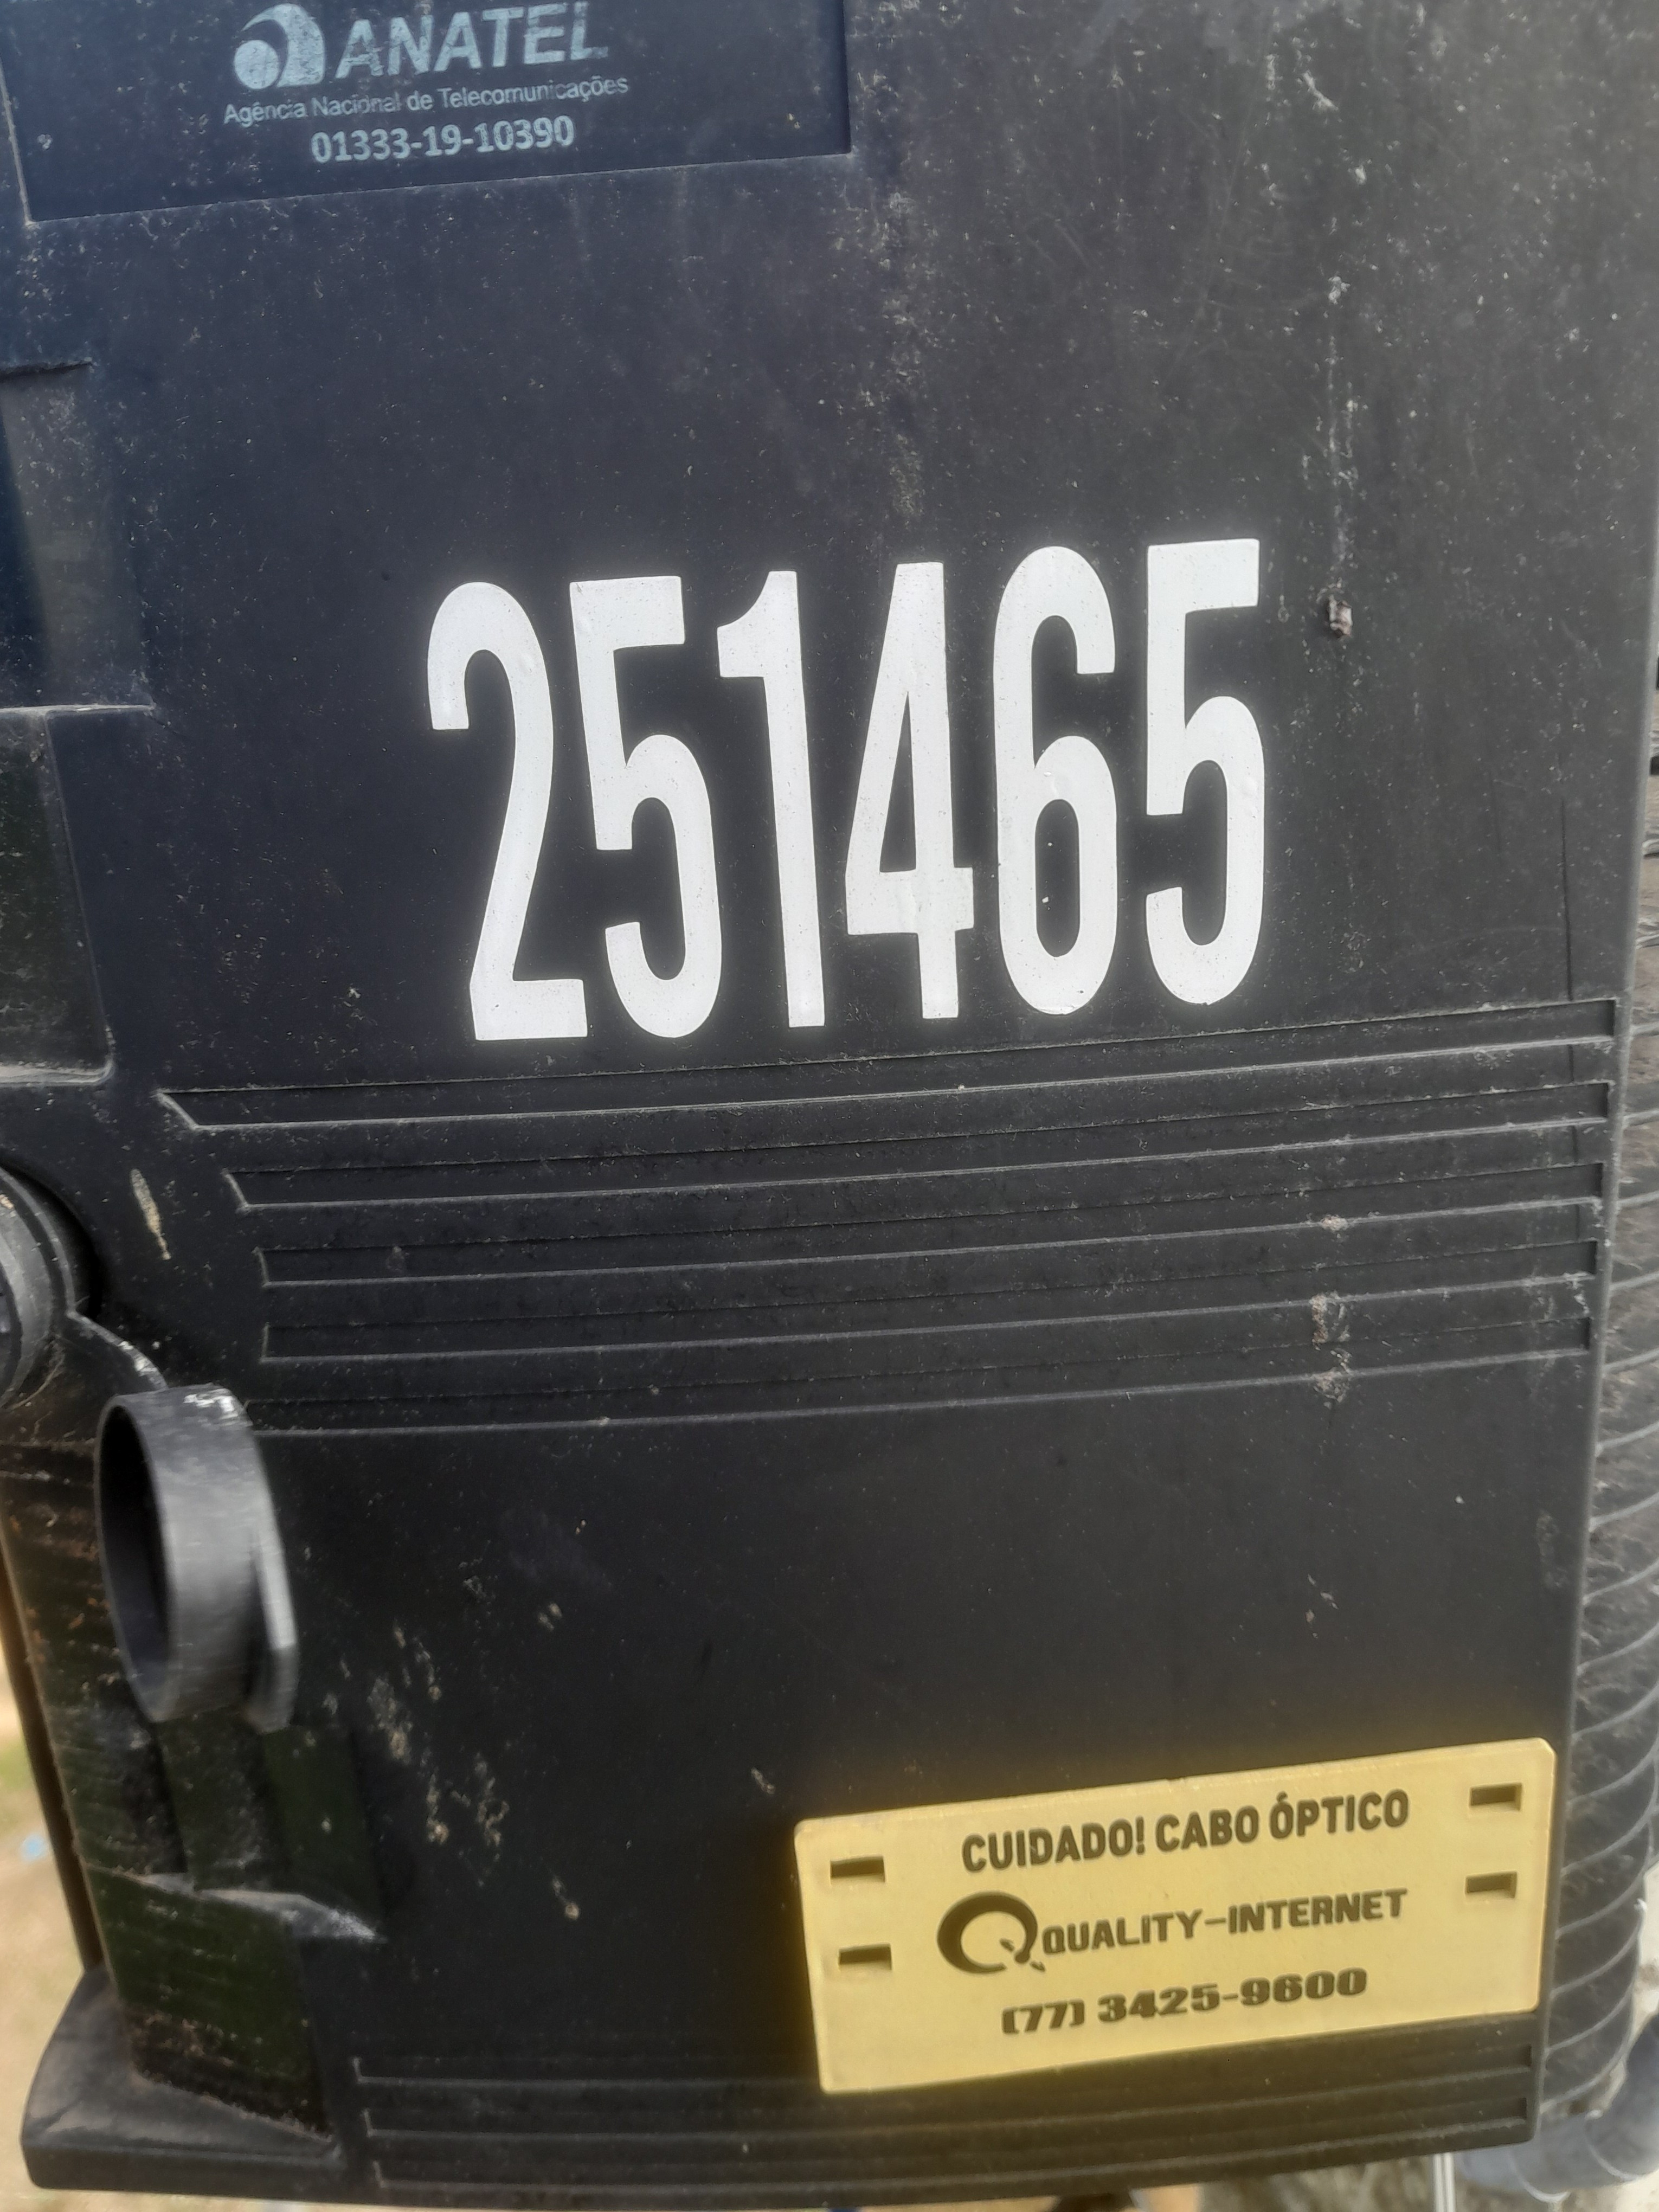 ANATEL
Agência Nacional de Telecomunicações
01333-19-10390
251465
CUIDADO! CABO ÓPTICO
QUALITY-INTERNET
(77) 3425-9600